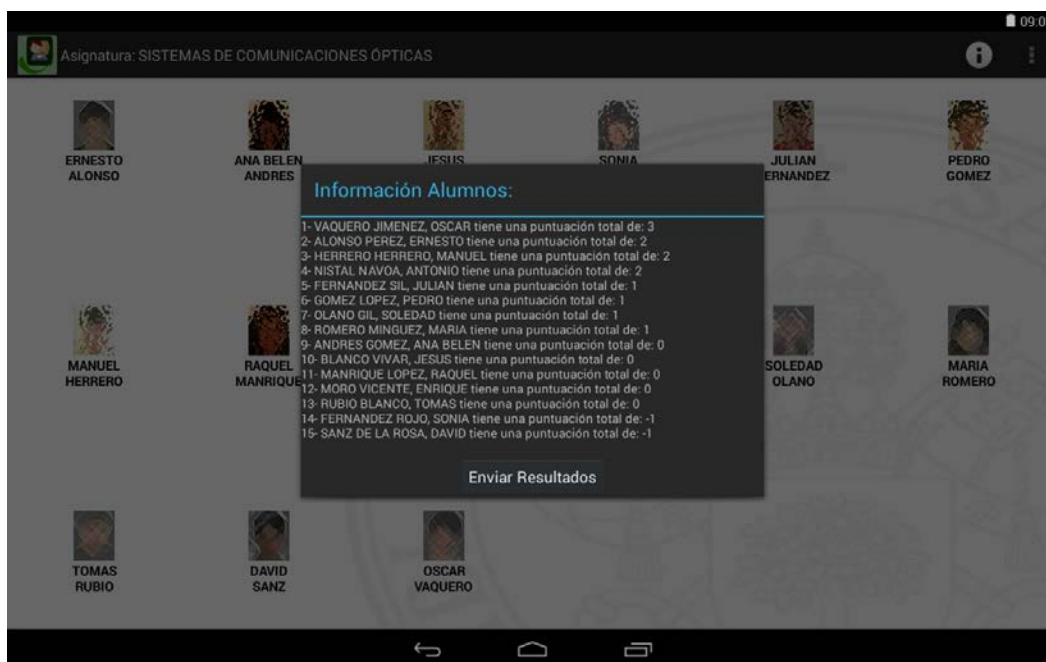 09:0
Asignatura: SISTEMAS DE COMUNICACIONES ÓPTICAS
ERNESTO
ALONSO
ANA BELEN
ANDRES
JESUS
SONIA
JULIAN
ERNANDEZ
PEDRO
GOMEZ
Información Alumnos:
1- VAQUERO JIMENEZ, OSCAR tiene una puntuación total de: 3
2- ALONSO PEREZ, ERNESTO tiene una puntuación total de: 2
3- HERRERO HERRERO, MANUEL tiene una puntuación total de: 2
4- NISTAL NAVOA, ANTONIO tiene una puntuación total de: 2
5- FERNANDEZ SIL, JULIAN tiene una puntuación total de: 1
6- GOMEZ LOPEZ, PEDRO tiene una puntuación total de: 1
7- OLANO GIL, SOLEDAD tiene una puntuación total de: 1
8- ROMERO MINGUEZ, MARIA tiene una puntuación total de: 1
9- ANDRES GOMEZ, ANA BELEN tiene una puntuación total de: 0
10- BLANCO VIVAR, JESUS tiene una puntuación total de: 0
11- MANRIQUE LOPEZ, RAQUEL tiene una puntuación total de: 0
12- MORO VICENTE, ENRIQUE tiene una puntuación total de: 0
13- RUBIO BLANCO, TOMAS tiene una puntuación total de: 0
14- FERNANDEZ ROJO, SONIA tiene una puntuación total de: -1
15- SANZ DE LA ROSA, DAVID tiene una puntuación total de: -1
Enviar Resultados
MANUEL
HERRERO
RAQUEL
MANRIQUE
SOLEDAD
OLANO
MARIA
ROMERO
TOMAS
RUBIO
DAVID
SANZ
OSCAR
VAQUERO